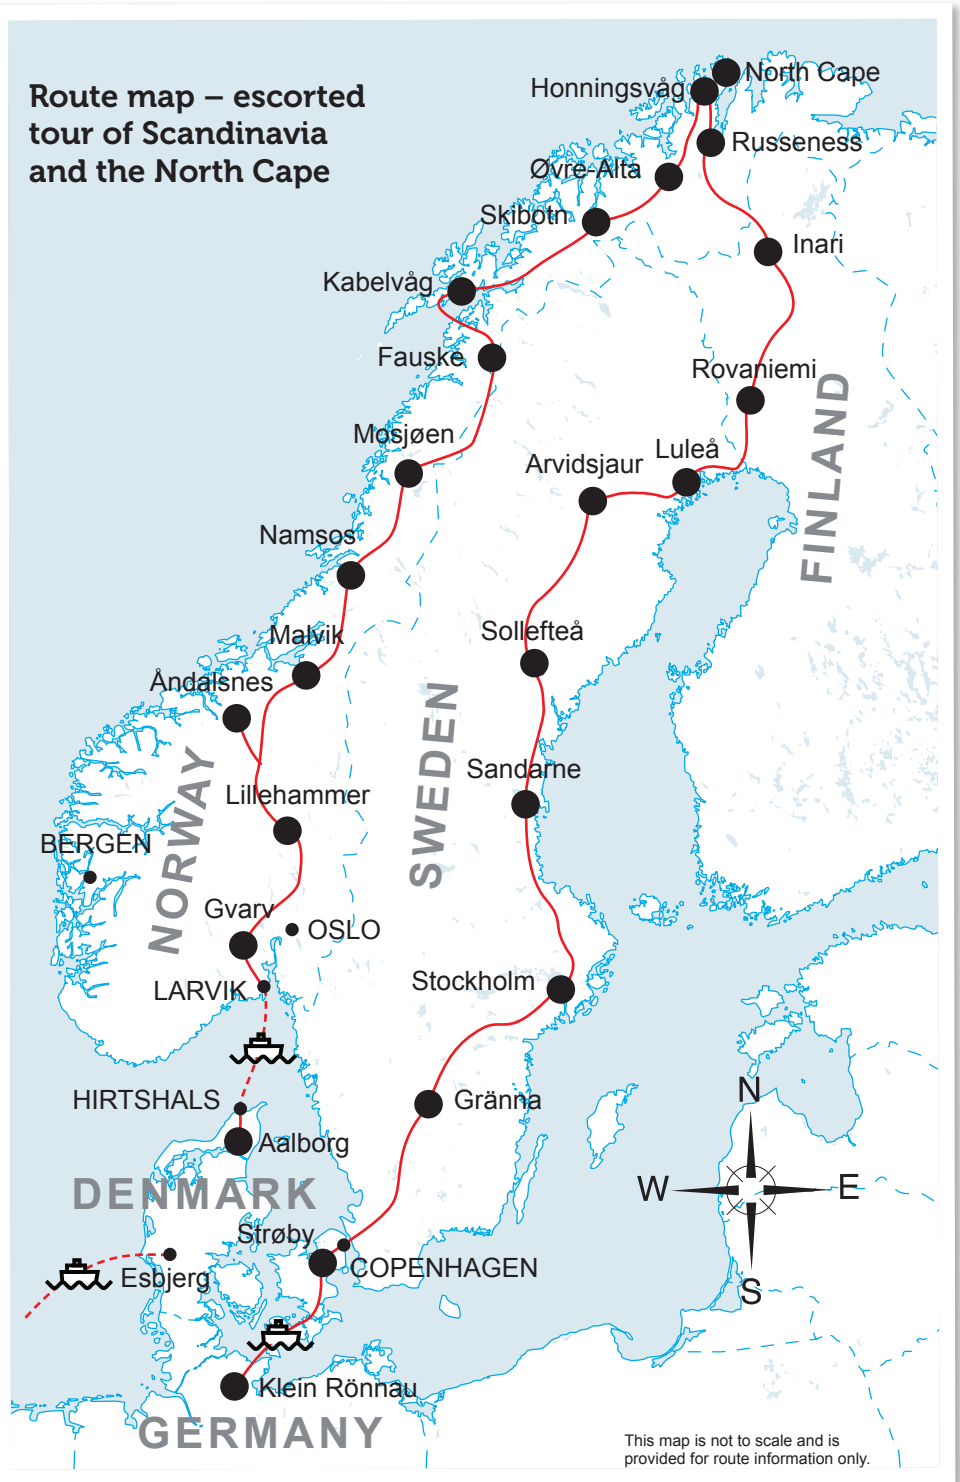 Route map – escorted
tour of Scandinavia
and the North Cape
North Cape
Honningsvåg
Russeness
Øvre-Alta
Skibotn
Inari
Kabelvåg
Fauske
Rovaniemi
FINLAND
Mosjøen
Luleå
Arvidsjaur
Namsos
Sollefteå
Malvik
Åndalsnes
SWEDEN
NORWAY
Sandarne
Lillehammer
BERGEN
Gvarv
OSLO
Stockholm
LARVIK
HIRTSHALS
Gränna
Aalborg
N
W
E
S
DENMARK
Strøby
COPENHAGEN
Esbjerg
Klein Rönnau
GERMANY
This map is not to scale and is
provided for route information only.